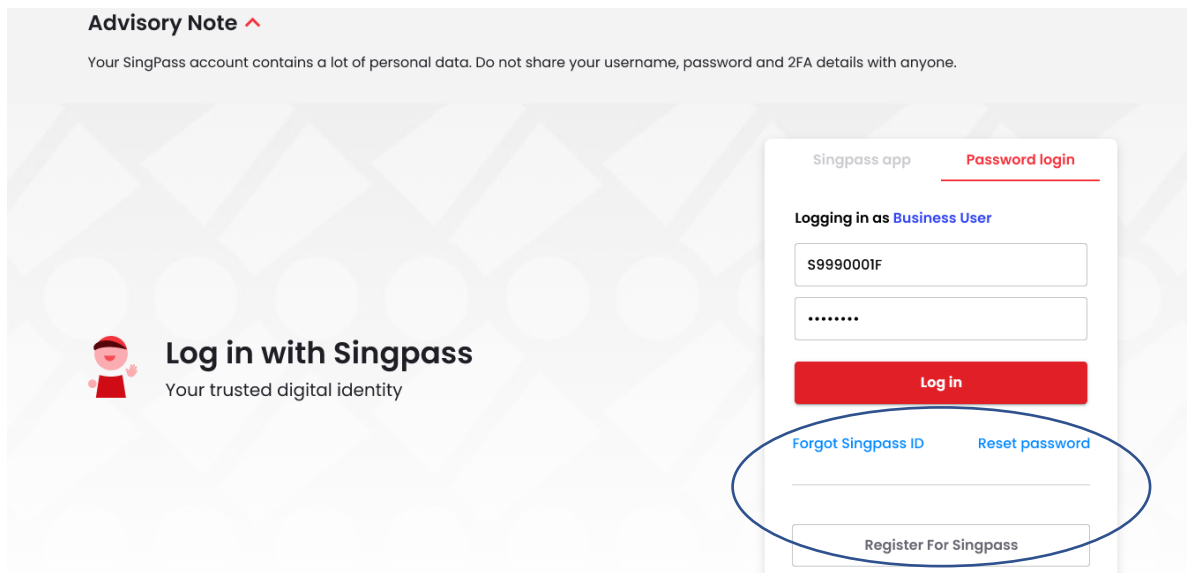 Advisory Note
Your SingPass account contains a lot of personal data. Do not share your username, password and 2FA details with anyone.
Singpass app Password login
Logging in as Business User
S9990001F
••••••••
Log in with Singpass
Your trusted digital identity
Log in
Forgot Singpass ID Reset password
Register For Singpass